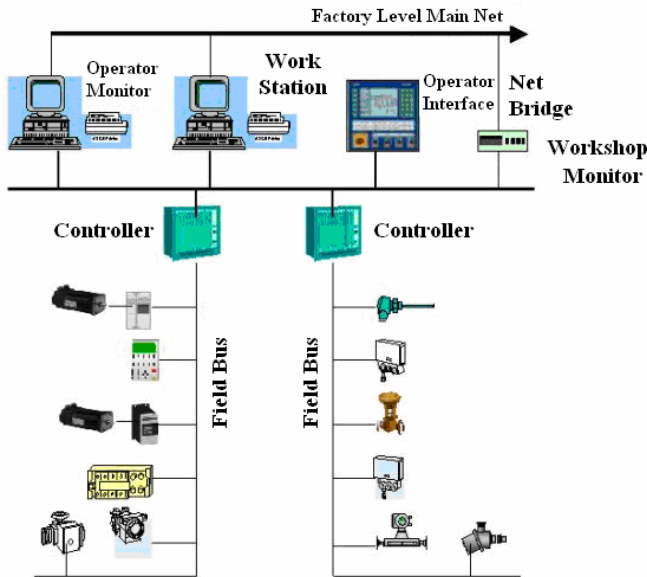 Factory Level Main Net
Operator
Monitor
Work
Station
Operator
Interface
Net
Bridge
Workshop
Monitor
Controller
Controller
Field Bus
Field Bus